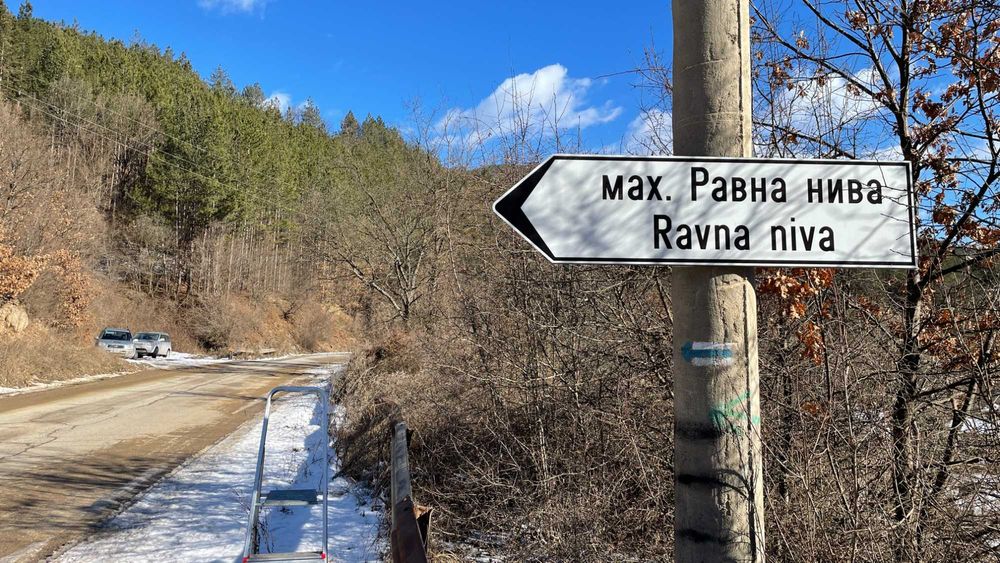 мах. Равна нива
Ravna niva